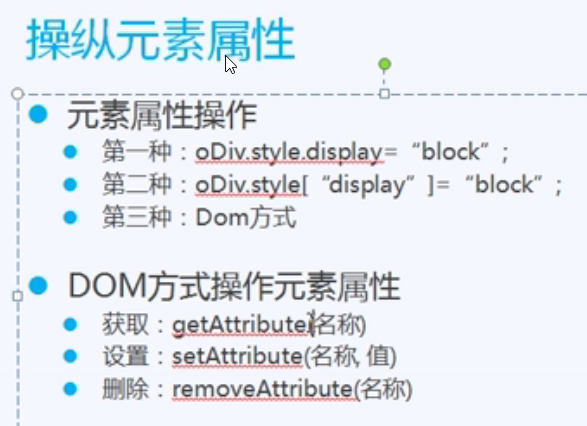 操纵元素属性
元素属性操作
第一种：oDiv.style.display=“block”;
第二种：oDiv.style[“display”]=“block”;
第三种：Dom方式
DOM方式操作元素属性
获取：getAttribute(名称)
设置：setAttribute(名称, 值)
删除：removeAttribute(名称)